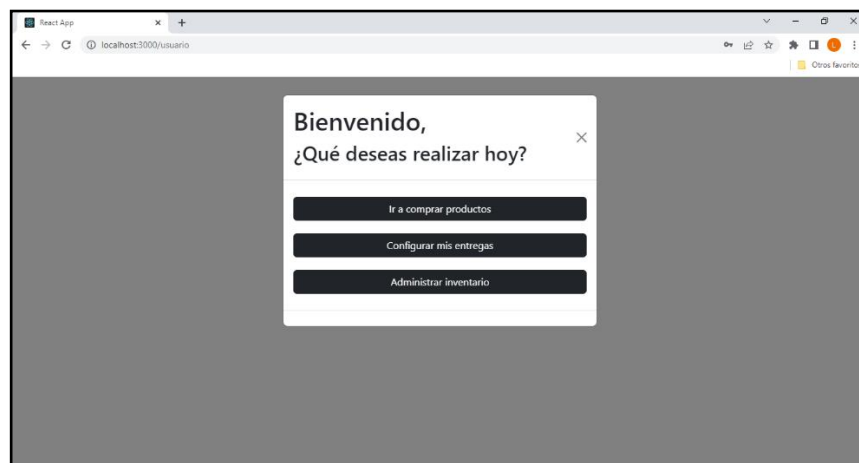 React App
localhost:3000/usuario
L
Otros favoritos
Bienvenido,
¿Qué deseas realizar hoy?
Ir a comprar productos
Configurar mis entregas
Administrar inventario